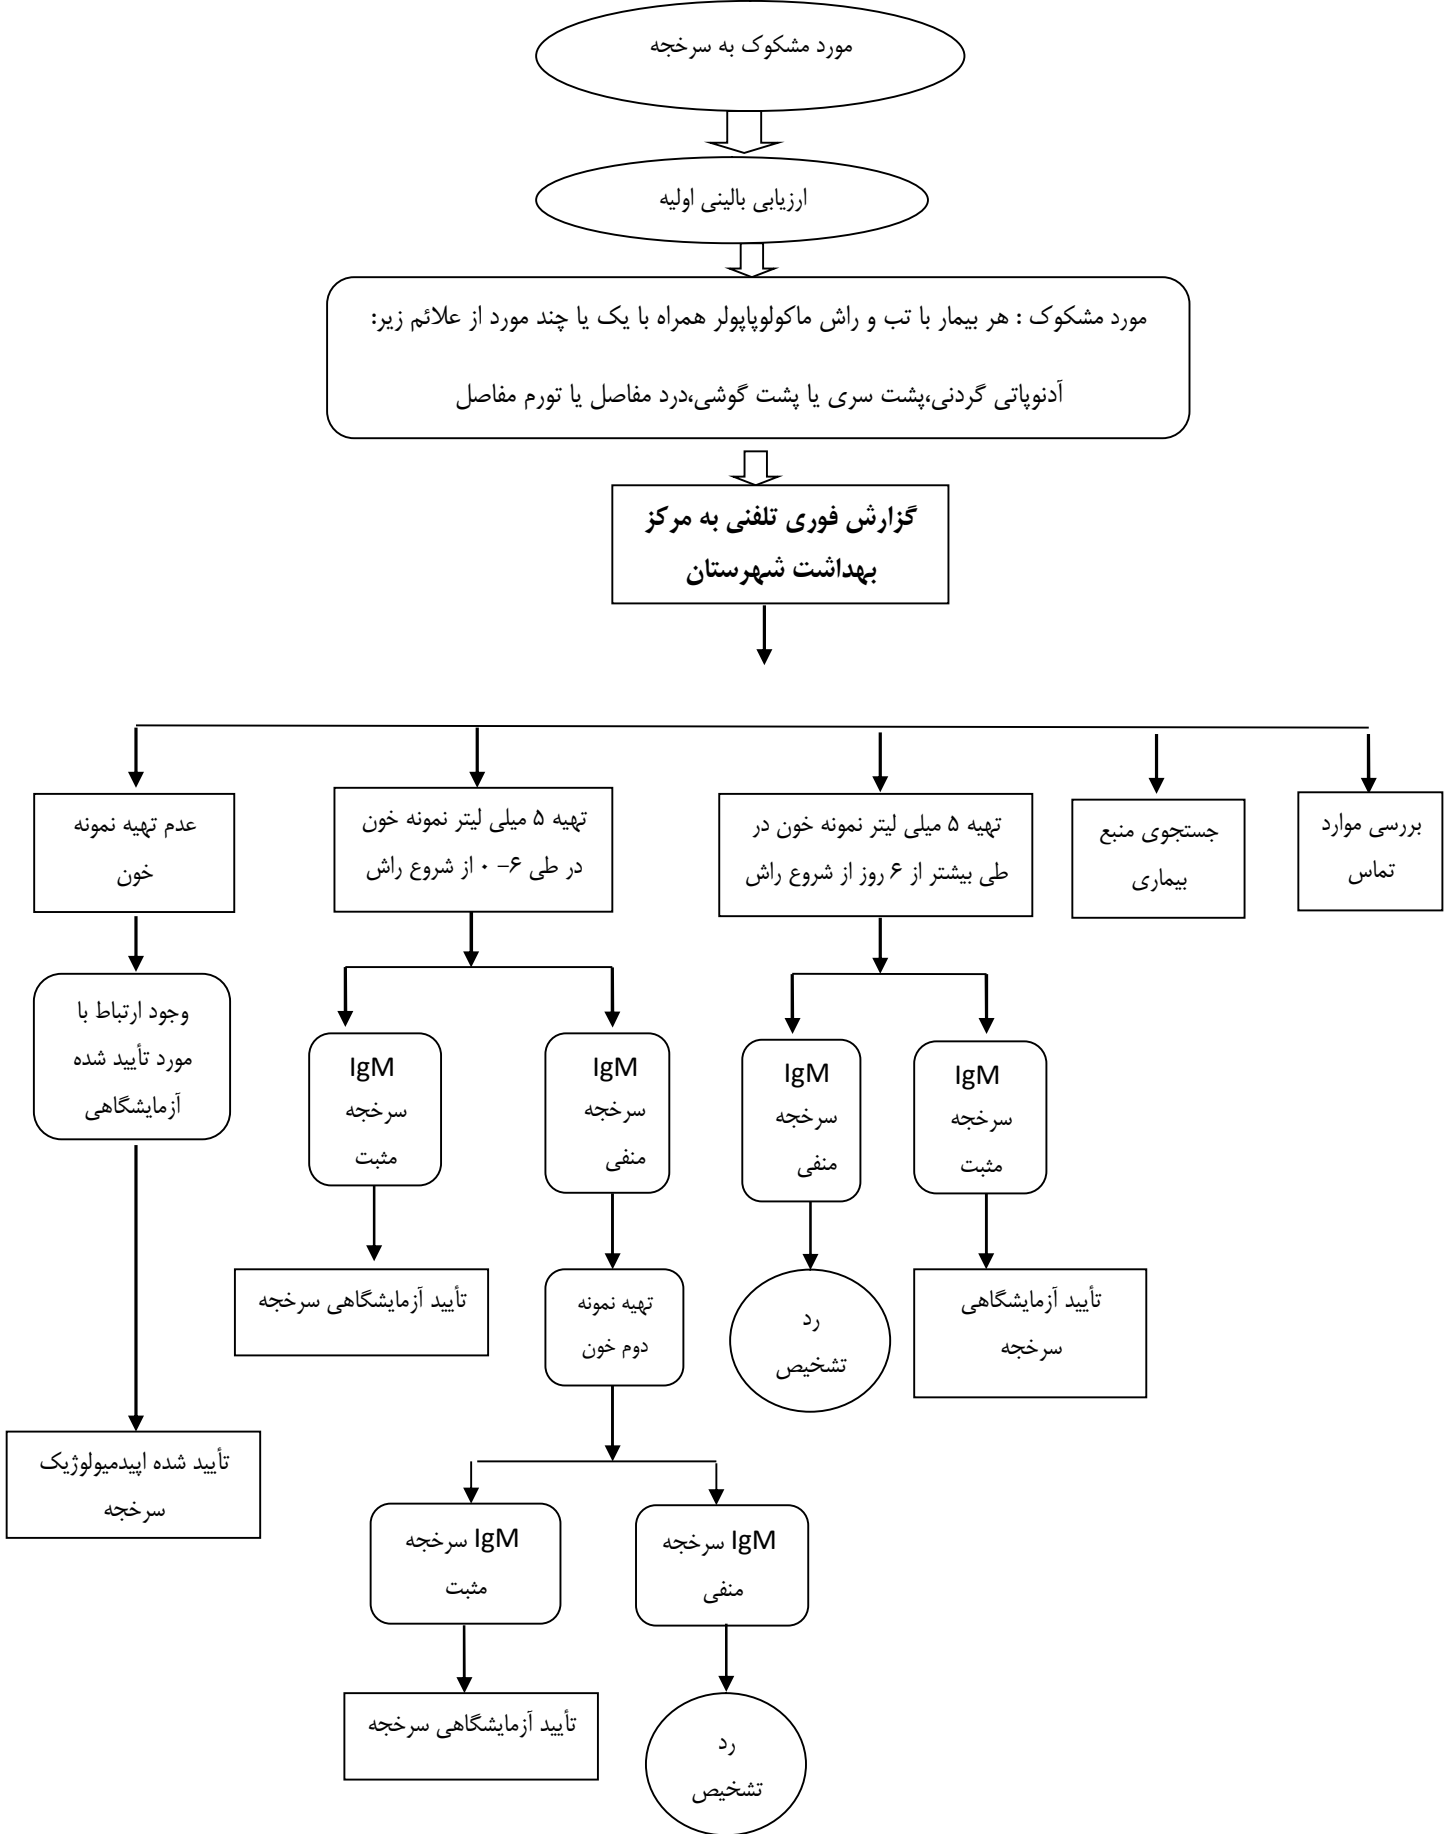 مورد مشکوک به سرخجه
ارزیابی بالینی اولیه
مورد مشکوک : هر بیمار با تب و راش ماکولوپاپولر همراه با یک یا چند مورد از علائم زیر:
آدنوپاتی گردنی،پشت سری یا پشت گوشی،درد مفاصل یا تورم مفاصل
گزارش فوری تلفنی به مرکز
بهداشت شهرستان
بررسی موارد
تماس
جستجوی منبع
بیماری
تهیه ۵ میلی لیتر نمونه خون در
طی بیشتر از ۶ روز از شروع راش
تهیه ۵ میلی لیتر نمونه خون
در طی ۶– ۰ از شروع راش
عدم تهیه نمونه
خون
IgM
سرخجه
مثبت
IgM
سرخجه
منفی
IgM
سرخجه
منفی
IgM
سرخجه
مثبت
وجود ارتباط با
مورد تأیید شده
آزمایشگاهی
تأیید آزمایشگاهی
سرخجه
رد
تشخیص
تهیه نمونه
دوم خون
تأیید آزمایشگاهی سرخجه
تأیید شده اپیدمیولوژیک
سرخجه
IgM سرخجه
منفی
IgM سرخجه
مثبت
رد
تشخیص
تأیید آزمایشگاهی سرخجه